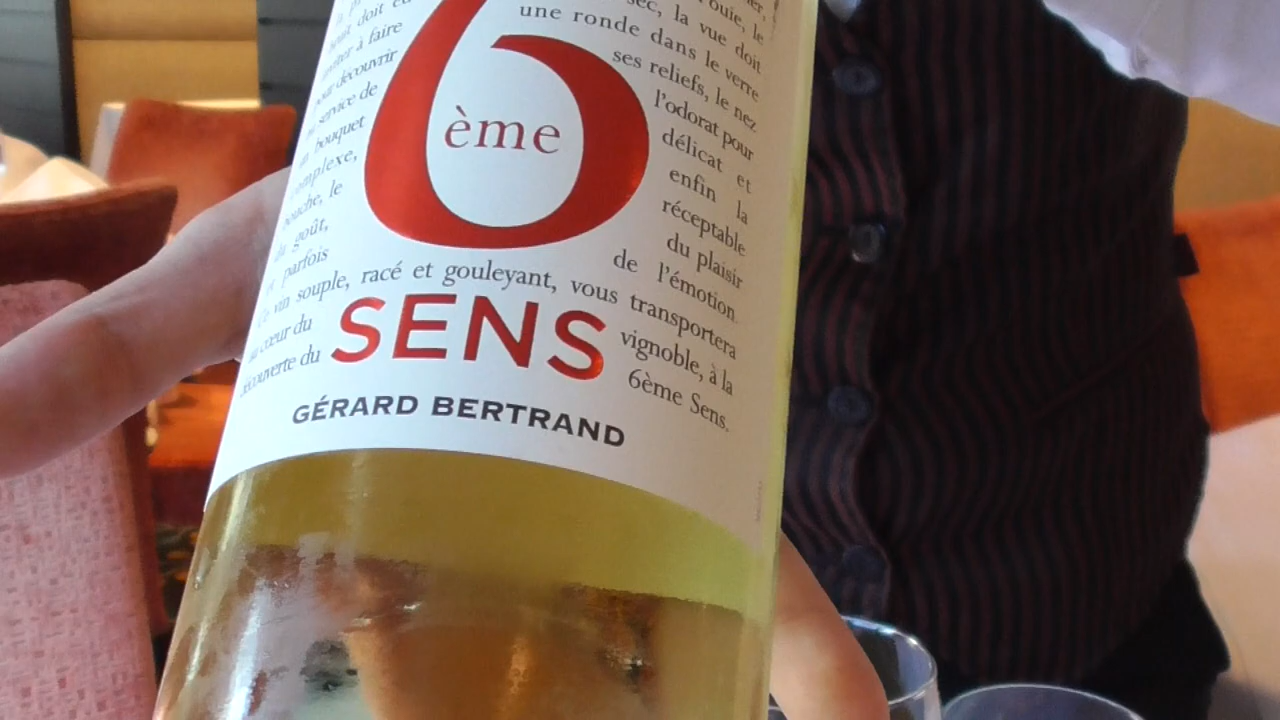 doit
une ronde dans le verre
sec, la vue doit
l'ouïe, le
à faire
ses reliefs, le nez
pour découvrir
l'odorat pour
service de
6
ème
délicat et
bouquet
enfin la
complexe,
réceptable
bouche, le
du plaisir
goût,
de l'émotion
parfois
vin souple, racé et gouleyant, vous transportera
au cœur du
SENS
vignoble, à la
découverte du
6ème Sens.
GÉRARD BERTRAND